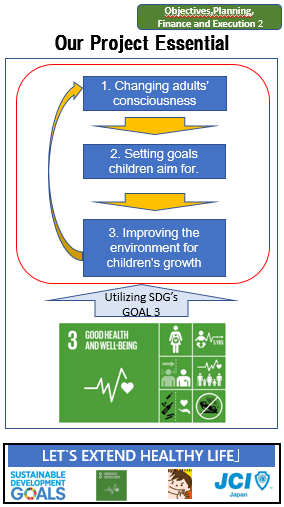 Objectives,Planning,
Finance and Execution 2
Our Project Essential
1. Changing adults'
consciousness
2. Setting goals
children aim for.
3. Improving the
environment for
children's growth
Utilizing SDG's
GOAL 3
3 GOOD HEALTH
AND WELL-BEING
5 YRS
LET`S EXTEND HEALTHY LIFE」
SUSTAINABLE
DEVELOPMENT
GOALS
JCI
Japan